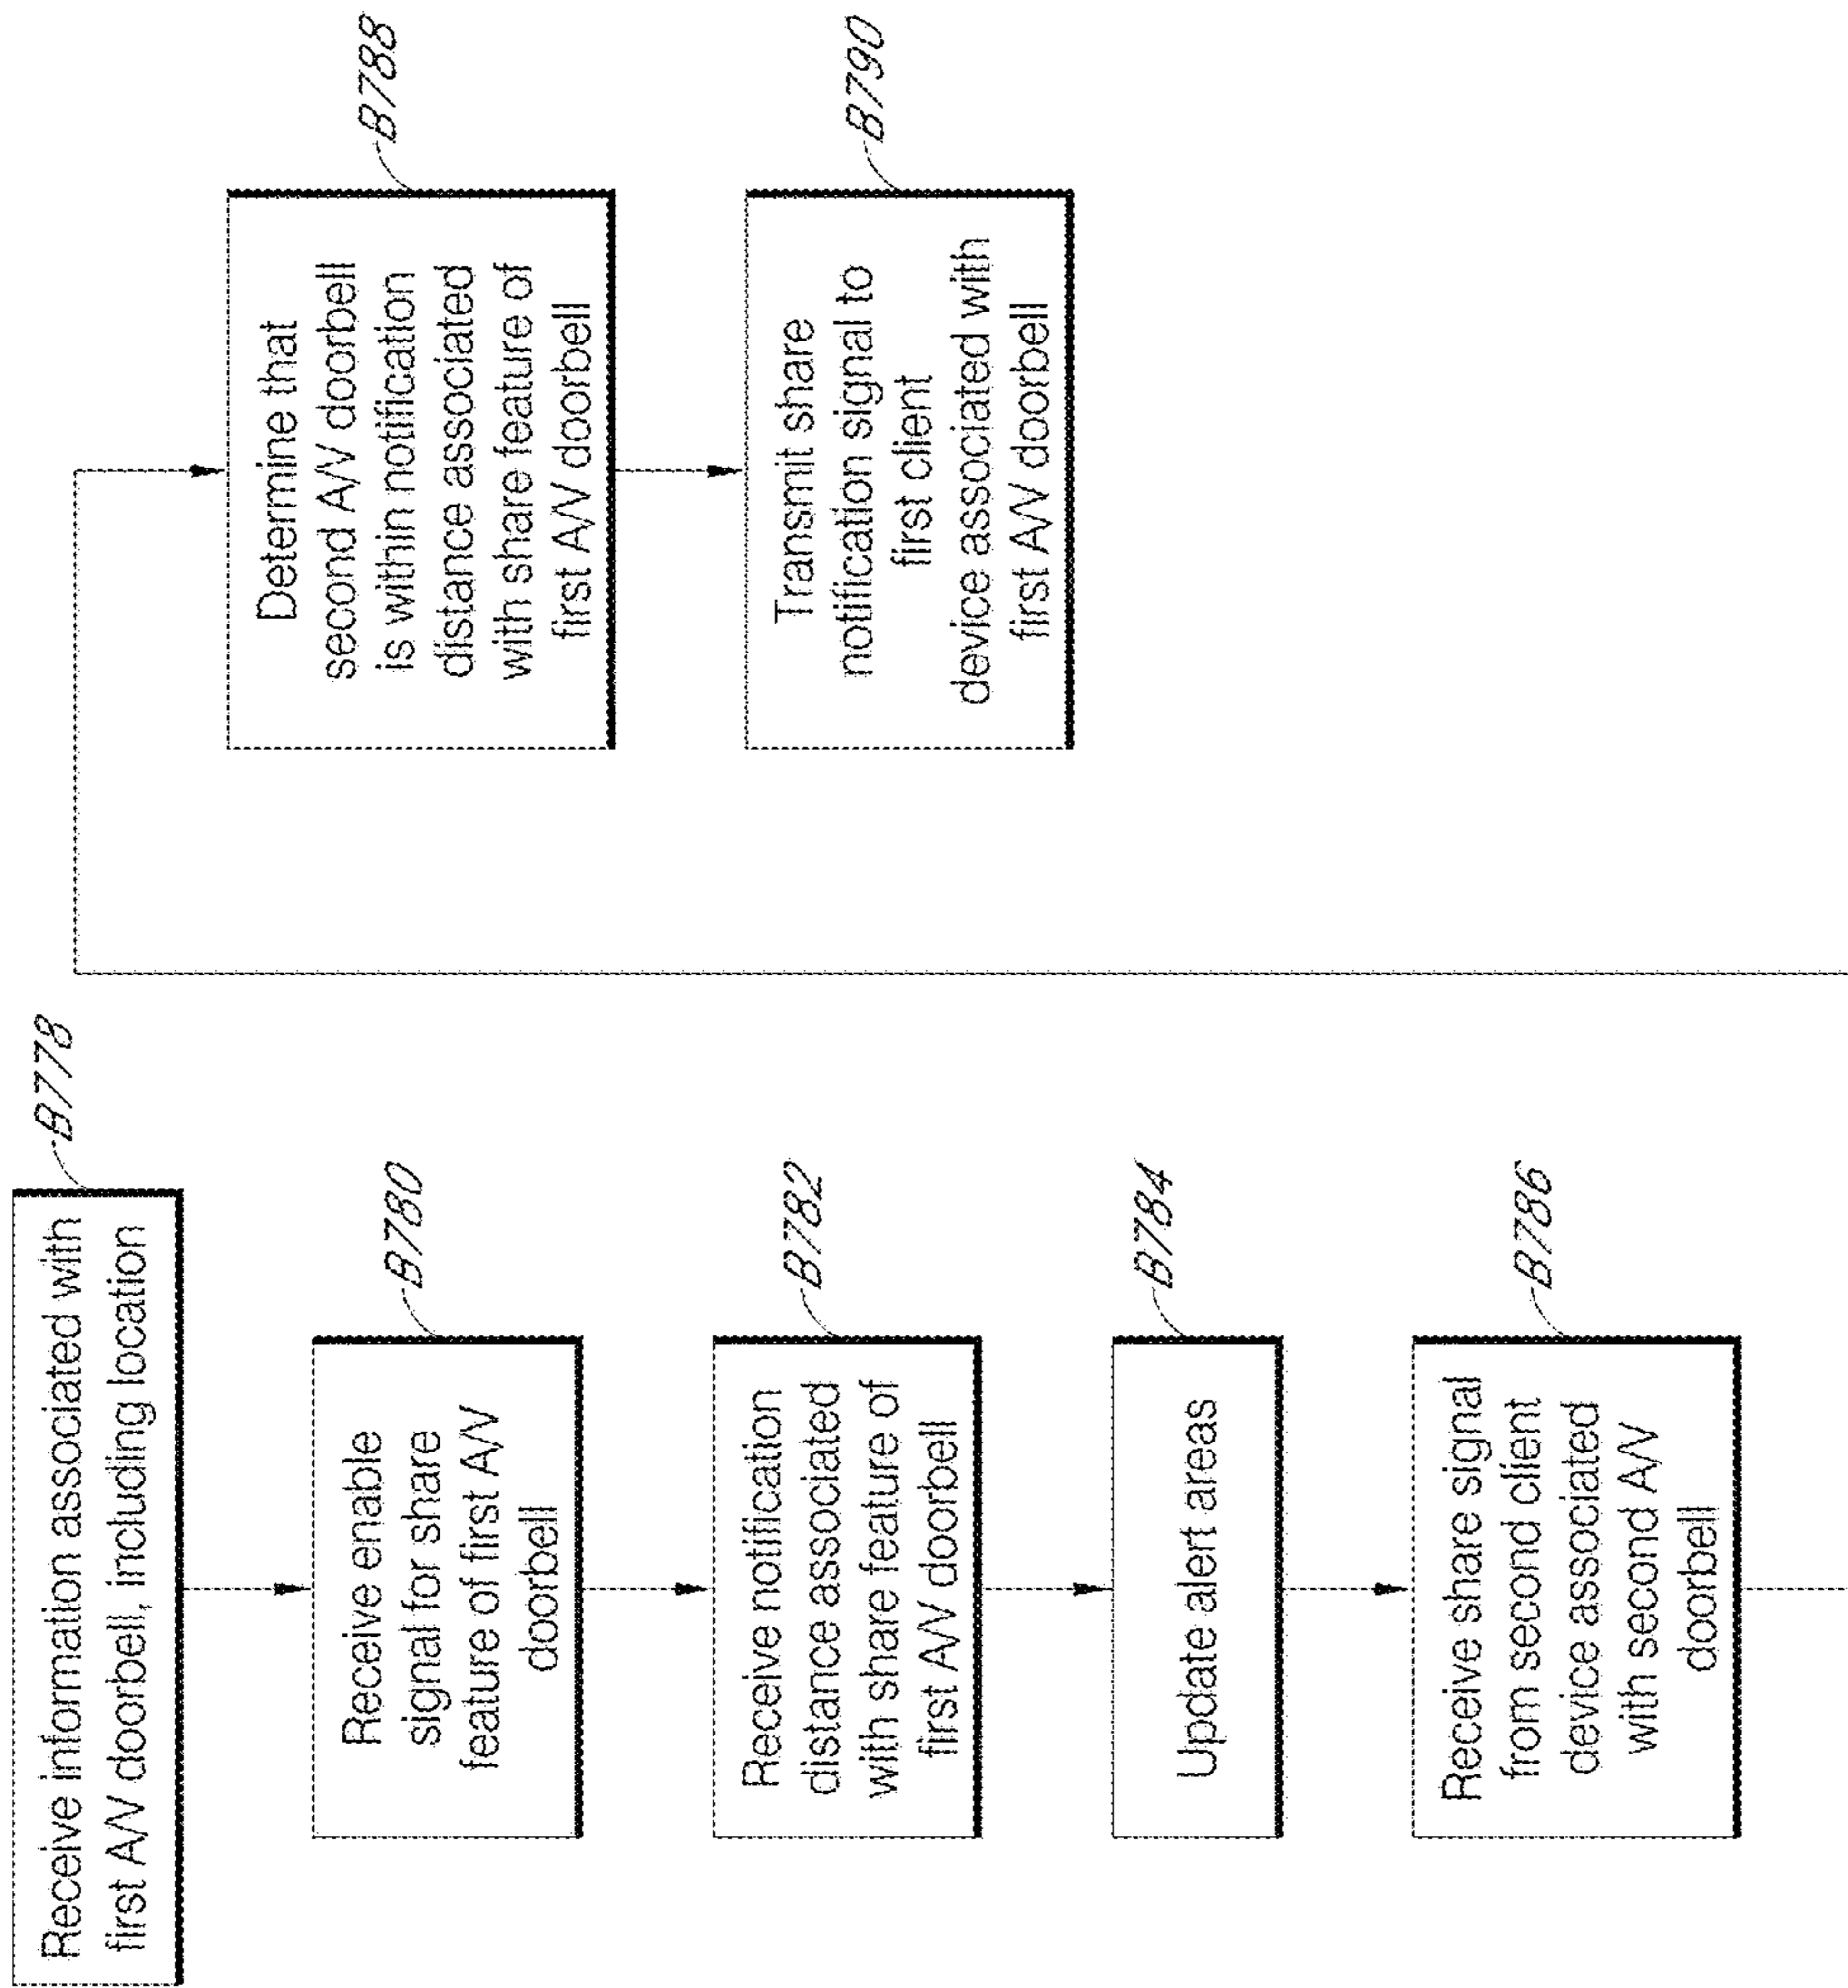 Receive information associated with
first A/V doorbell, including location
B778
Receive enable
signal for share
feature of first A/V
doorbell
B780
Receive notification
distance associated
with share feature of
first A/V doorbell
B782
Update alert areas
B784
Receive share signal
from second client
device associated
with second A/V
doorbell
B786
Determine that
second A/V doorbell
is within notification
distance associated
with share feature of
first A/V doorbell
B788
Transmit share
notification signal to
first client
device associated with
first A/V doorbell
B790